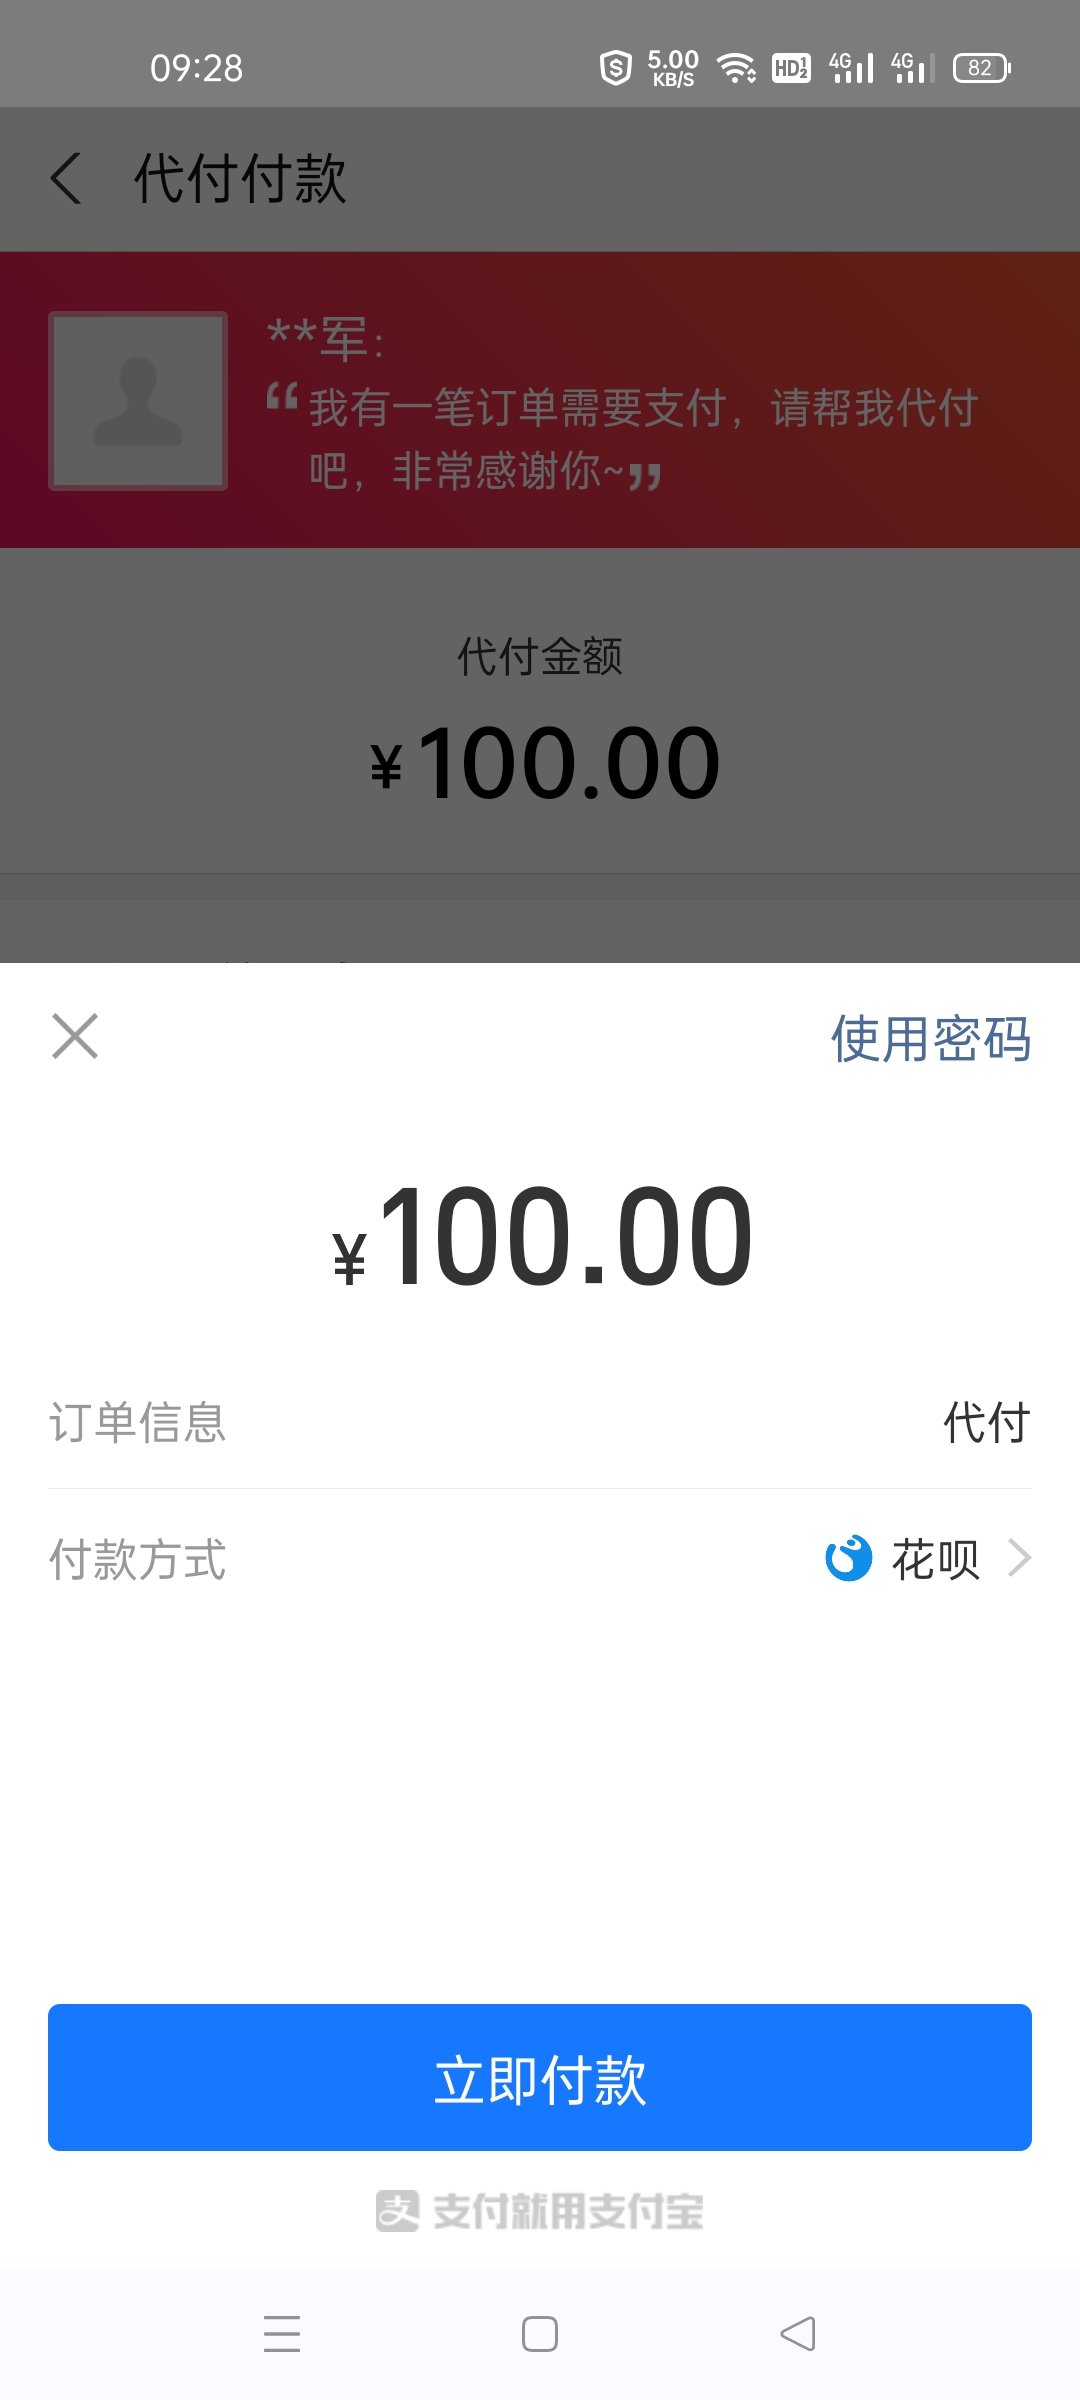 09:28
5.00
KB/S
HD 1 2
4G
4G
82
代付付款
**军：
“我有一笔订单需要支付，请帮我代付
吧，非常感谢你~”
代付金额
¥100.00
使用密码
¥100.00
订单信息
代付
付款方式
花呗
立即付款
支 支付就用支付宝